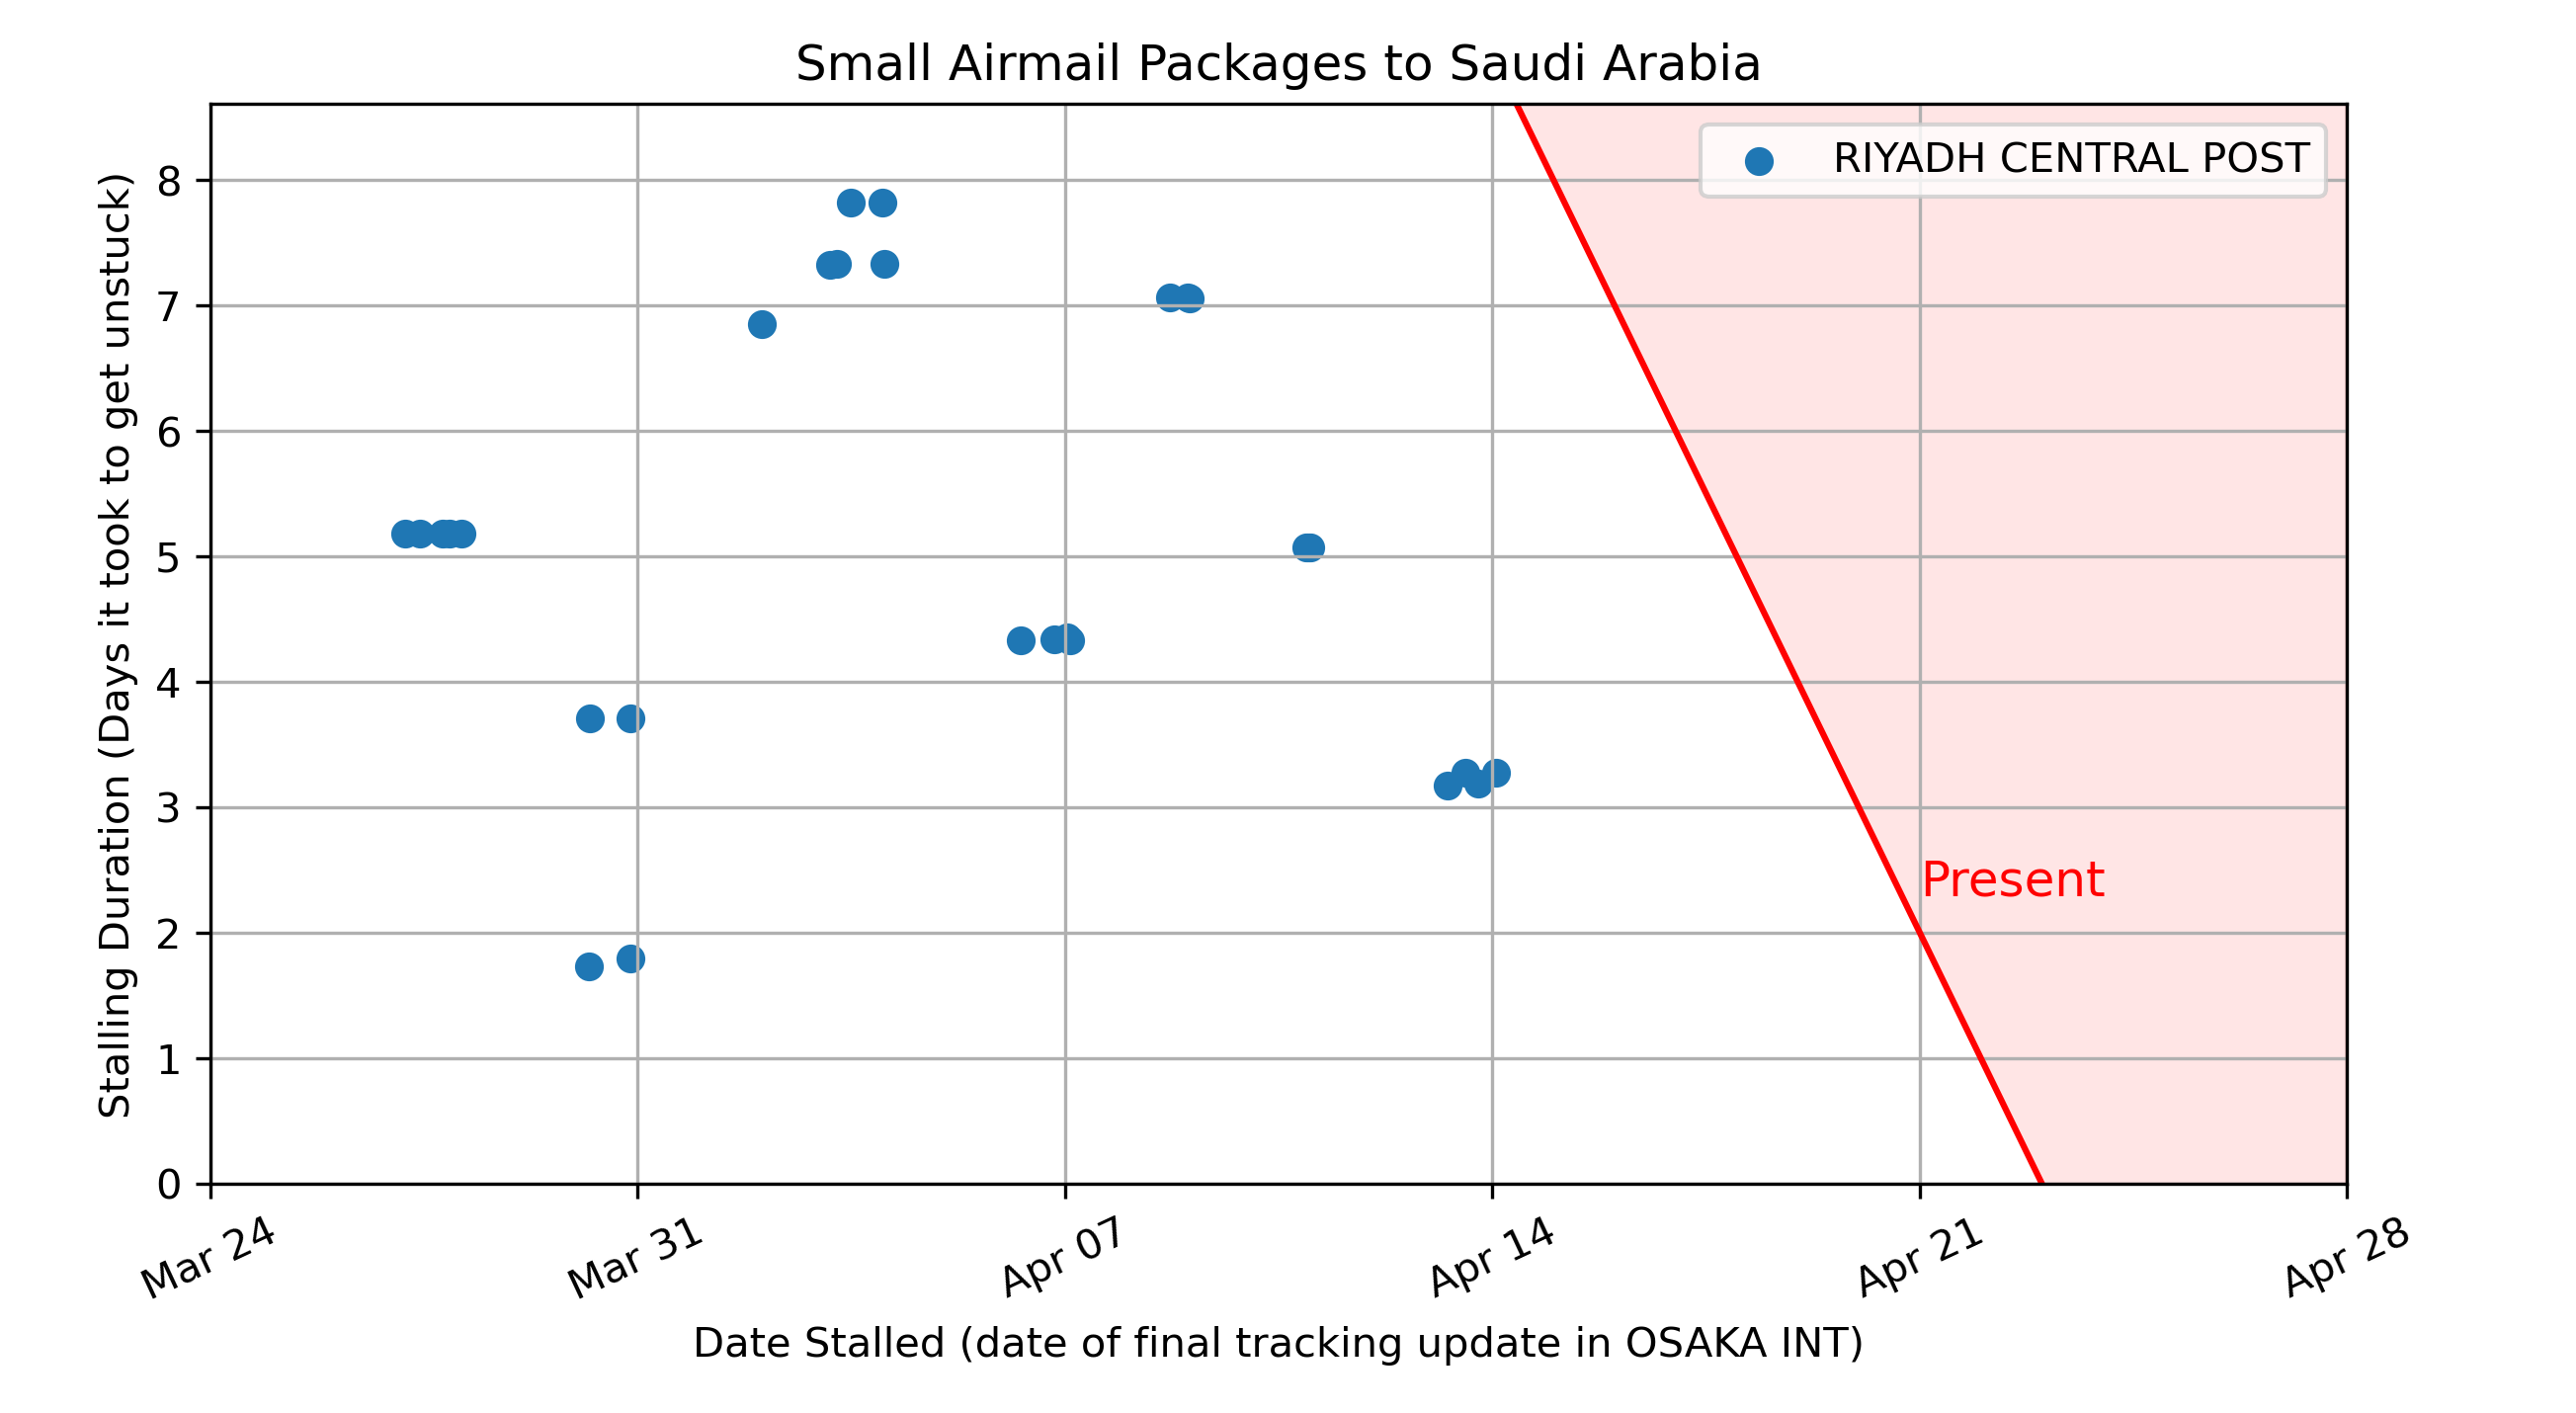 Small Airmail Packages to Saudi Arabia
RIYADH CENTRAL POST
Stalling Duration (Days it took to get unstuck)
8
7
6
5
4
3
2
1
0
Present
Mar 24
Mar 31
Apr 07
Apr 14
Apr 21
Apr 28
Date Stalled (date of final tracking update in OSAKA INT)